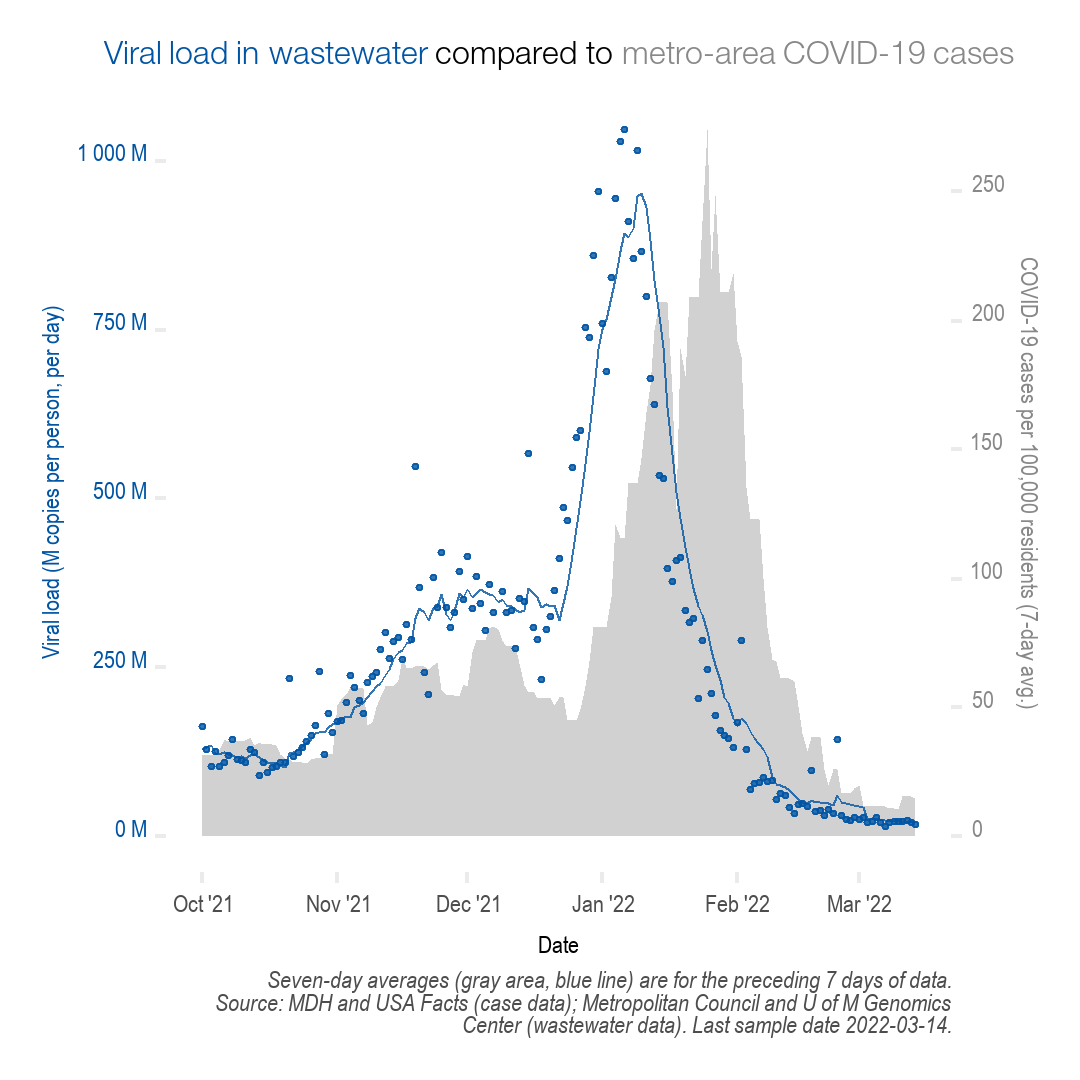 Viral load in wastewater compared to metro-area COVID-19 cases
1 000 M
750 M
500 M
250 M
0 M
Viral load (M copies per person, per day)
250
200
150
100
50
0
COVID-19 cases per 100,000 residents (7-day avg.)
Oct '21 Nov '21 Dec '21 Jan '22 Feb '22 Mar '22
Date
Seven-day averages (gray area, blue line) are for the preceding 7 days of data.
Source: MDH and USA Facts (case data); Metropolitan Council and U of M Genomics
Center (wastewater data). Last sample date 2022-03-14.